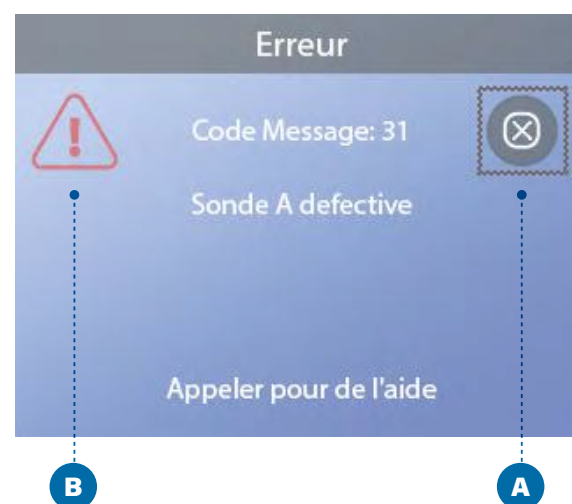 Erreur
Code Message: 31
Sonde A defective
Appeler pour de l'aide
B
A